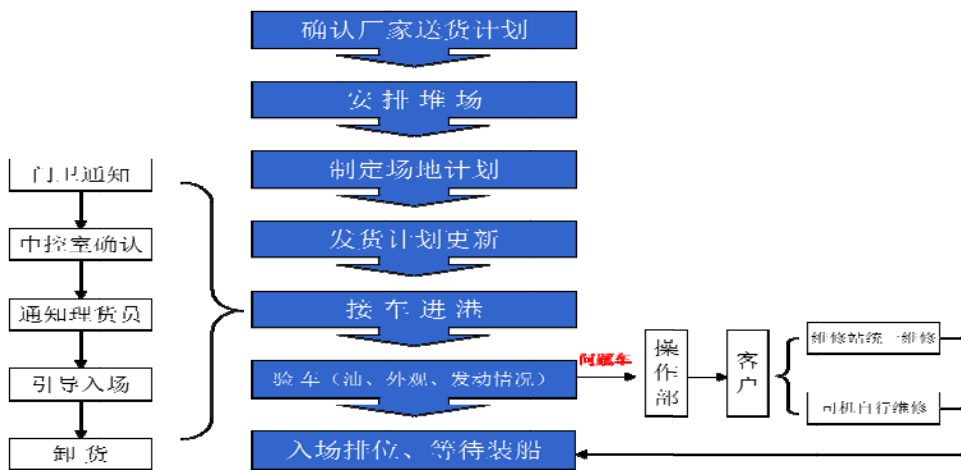 确认厂家送货计划
安排堆场
制定场地计划
发货计划更新
接车进港
验车（油、外观、发动情况）
入场排位、等待装船
门卫通知
中控室确认
通知理货员
引导入场
卸货
问题车
操作部
客户
维修站统一维修
司机自行维修